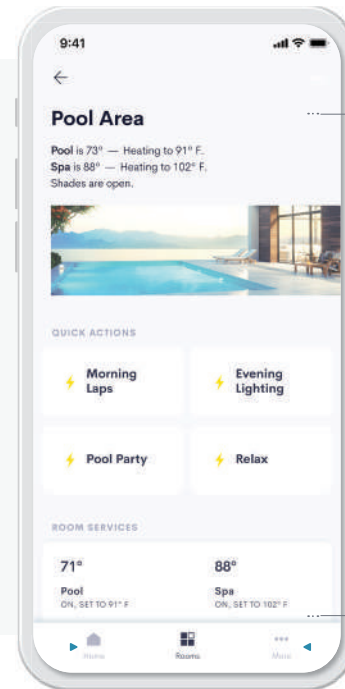 9:41
Pool Area
Pool is 73° — Heating to 91° F.
Spa is 88° — Heating to 102° F.
Shades are open.
QUICK ACTIONS
Morning
Laps
Evening
Lighting
Pool Party
Relax
ROOM SERVICES
71° 88°
Pool Spa
ON, SET TO 91° F ON, SET TO 102° F
Home Rooms More